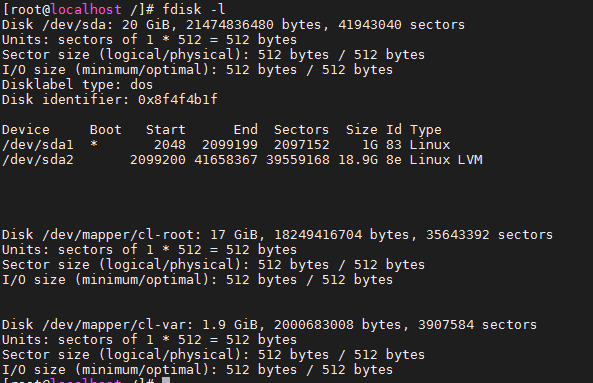 [root@localhost /]# fdisk -l
Disk /dev/sda: 20 GiB, 21474836480 bytes, 41943040 sectors
Units: sectors of 1 * 512 = 512 bytes
Sector size (logical/physical): 512 bytes / 512 bytes
I/O size (minimum/optimal): 512 bytes / 512 bytes
Disklabel type: dos
Disk identifier: 0x8f4f4b1f
Device     Boot   Start      End  Sectors  Size Id Type
/dev/sda1  *       2048  2099199  2097152    1G 83 Linux
/dev/sda2       2099200 41658367 39559168 18.9G 8e Linux LVM
Disk /dev/mapper/cl-root: 17 GiB, 18249416704 bytes, 35643392 sectors
Units: sectors of 1 * 512 = 512 bytes
Sector size (logical/physical): 512 bytes / 512 bytes
I/O size (minimum/optimal): 512 bytes / 512 bytes
Disk /dev/mapper/cl-var: 1.9 GiB, 2000683008 bytes, 3907584 sectors
Units: sectors of 1 * 512 = 512 bytes
Sector size (logical/physical): 512 bytes / 512 bytes
I/O size (minimum/optimal): 512 bytes / 512 bytes
[root@localhost /]#